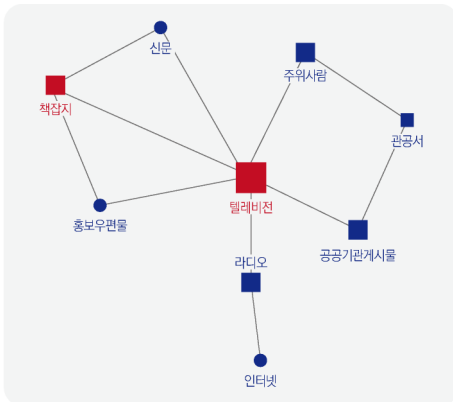 신문
주위사람
책잡지
관공서
텔레비전
홍보우편물
공공기관게시물
라디오
인터넷